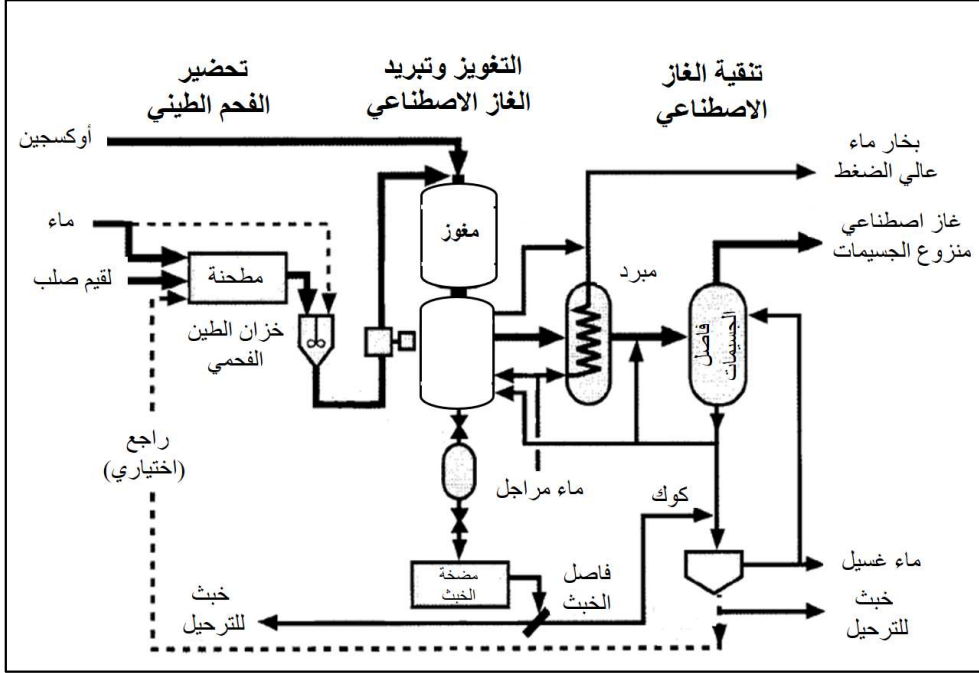 تحضير
الفحم الطيني
التغويز وتبريد
الغاز الاصطناعي
تنقية الغاز
الاصطناعي
أوكسجين
بخار ماء
عالي الضغط
ماء
مغوز
غاز اصطناعي
منزوع الجسيمات
لقيم صلب
مطحنة
مبرد
فاصل
الجسيمات
خزان الطين
الفحمي
راجع
(اختياري)
ماء مراجل
كوك
مضخة
الخبث
فاصل
الخبث
ماء غسيل
خبث
للترحيل
خبث
للترحيل